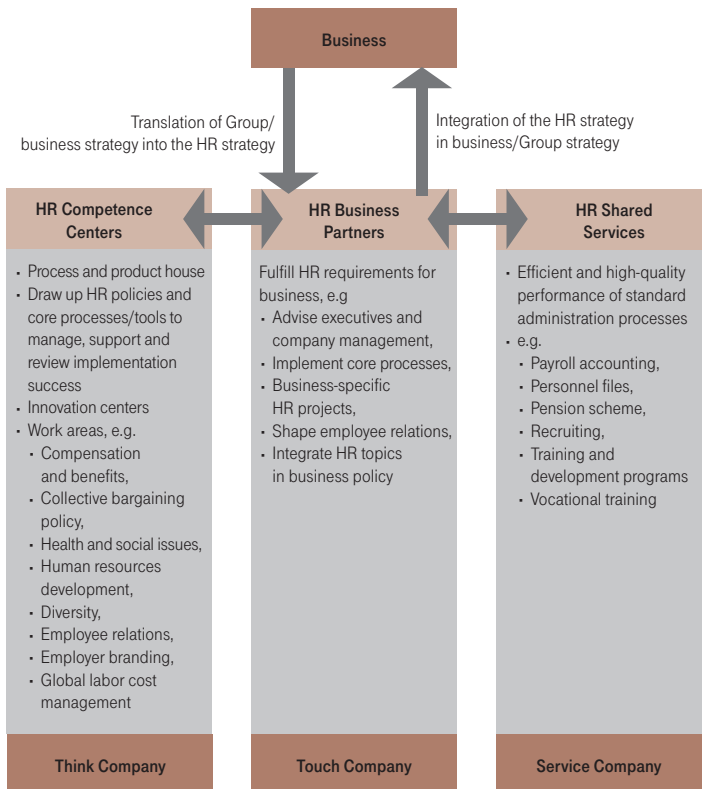 Business
Translation of Group/
business strategy into the HR strategy
Integration of the HR strategy
in business/Group strategy
HR Competence
Centers
· Process and product house
· Draw up HR policies and
core processes/tools to
manage, support and
review implementation
success
· Innovation centers
· Work areas, e.g.
· Compensation
and benefits,
· Collective bargaining
policy,
· Health and social issues,
· Human resources
development,
· Diversity,
· Employee relations,
· Employer branding,
· Global labor cost
management
Think Company
HR Business
Partners
Fulfill HR requirements for
business, e.g
· Advise executives and
company management,
· Implement core processes,
· Business-specific
HR projects,
· Shape employee relations,
· Integrate HR topics
in business policy
Touch Company
HR Shared
Services
· Efficient and high-quality
performance of standard
administration processes
· e.g.
· Payroll accounting,
· Personnel files,
· Pension scheme,
· Recruiting,
· Training and
development programs
· Vocational training
Service Company